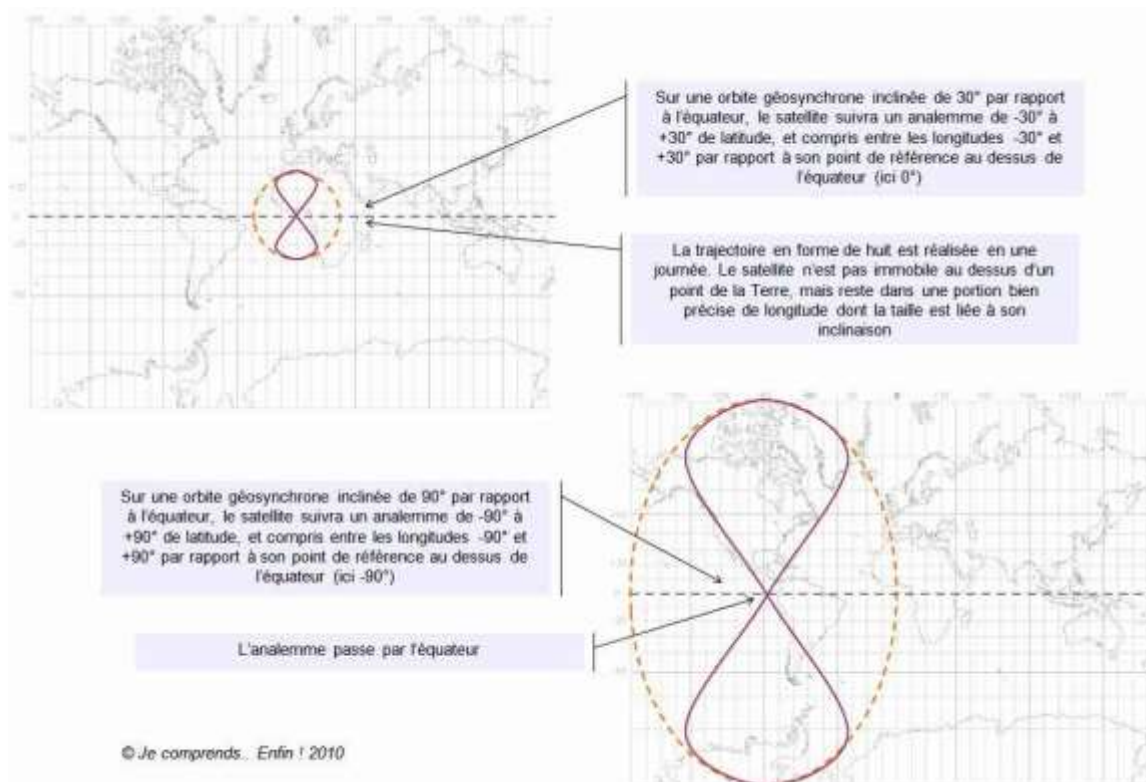 Sur une orbite géosynchrone inclinée de 30° par rapport
à l'équateur, le satellite suivra un analemme de -30° à
+30° de latitude, et compris entre les longitudes -30° et
+30° par rapport à son point de référence au dessus de
l'équateur (ici 0°)
La trajectoire en forme de huit est réalisée en une
journée. Le satellite n'est pas immobile au dessus d'un
point de la Terre, mais reste dans une portion bien
précise de longitude dont la taille est liée à son
inclinaison
Sur une orbite géosynchrone inclinée de 90° par rapport
à l'équateur, le satellite suivra un analemme de -90° à
+90° de latitude, et compris entre les longitudes -90° et
+90° par rapport à son point de référence au dessus de
l'équateur (ici -90°)
L'analemme passe par l'équateur
© Je comprends.. Enfin ! 2010